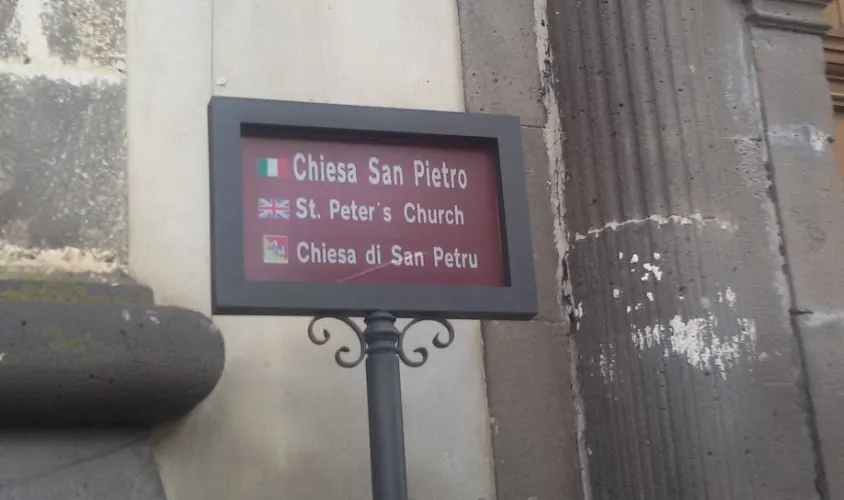 Chiesa San Pietro
St. Peter's Church
Chiesa di San Petru